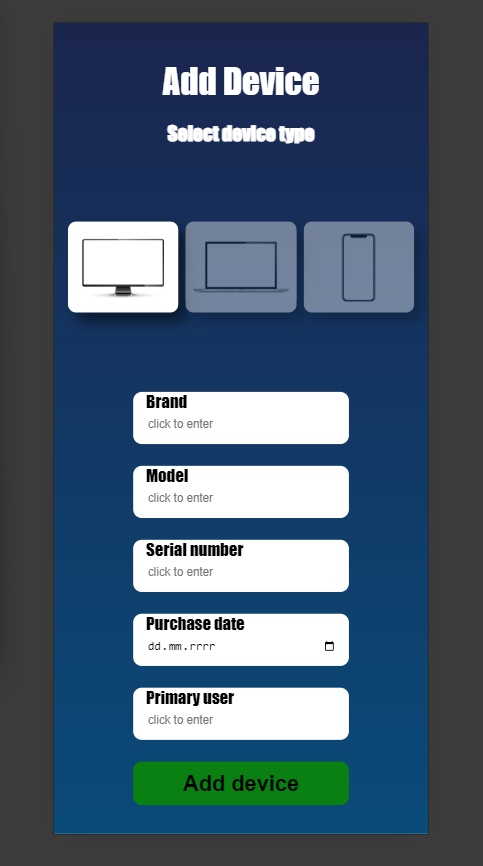 Add Device
Select device type
Brand
click to enter
Model
click to enter
Serial number
click to enter
Purchase date
dd.mm.rrrr
Primary user
click to enter
Add device